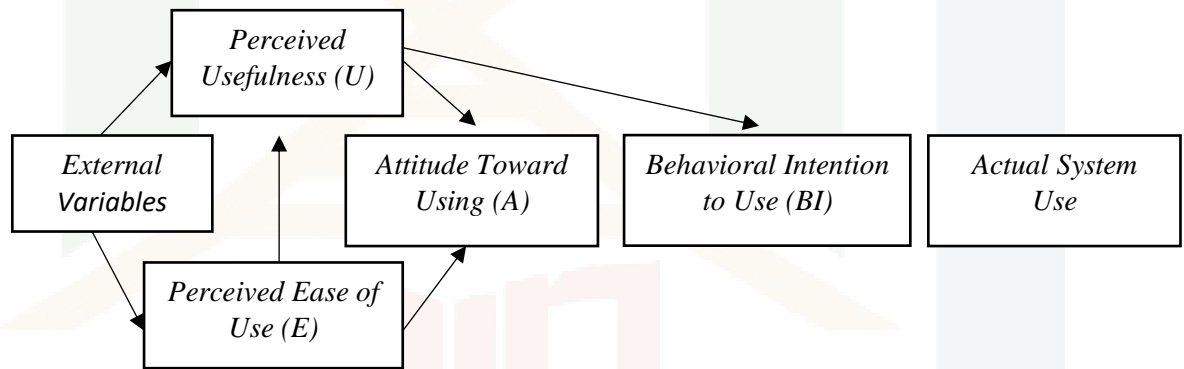 Perceived
Usefulness (U)
External
Variables
Attitude Toward
Using (A)
Behavioral Intention
to Use (BI)
Actual System
Use
Perceived Ease of
Use (E)